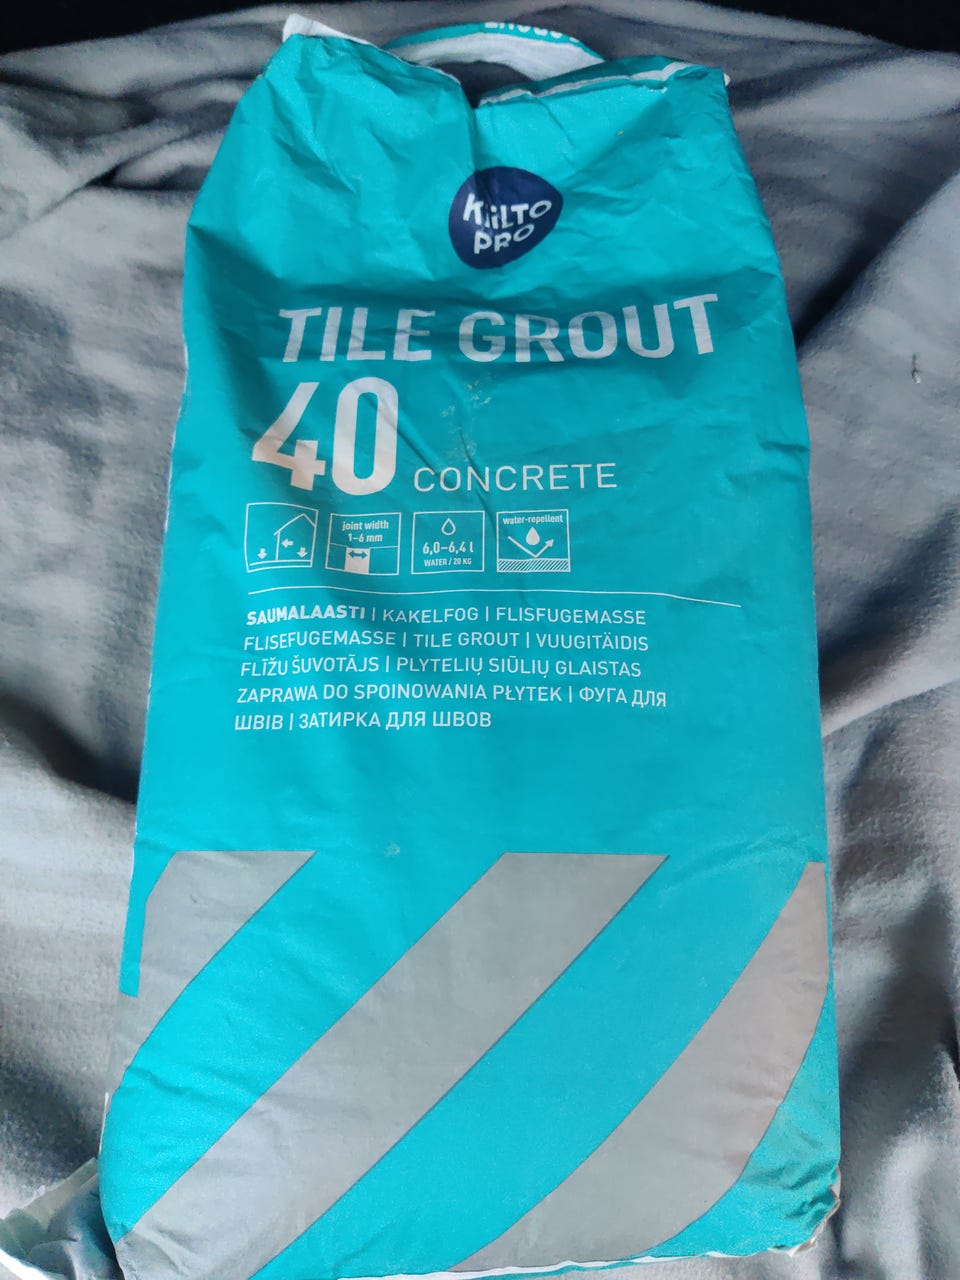 KIILTO
PRO
TILE GROUT
40 CONCRETE
joint width
1–6 mm
6,0–6,4 l
WATER / 20 KG
water-repellent
SAUMALAASTI | KAKELFOG | FLISFUGEMASSE
FLISEFUGEMASSE | TILE GROUT | VUUGITÄIDIS
FLĪŽU ŠUVOTĀJS | PLYTELIŲ SIŪLIŲ GLAISTAS
ZAPRAWA DO SPOINOWANIA PŁYTEK | ФУГА ДЛЯ
ШВІВ | ЗАТИРКА ДЛЯ ШВОВ